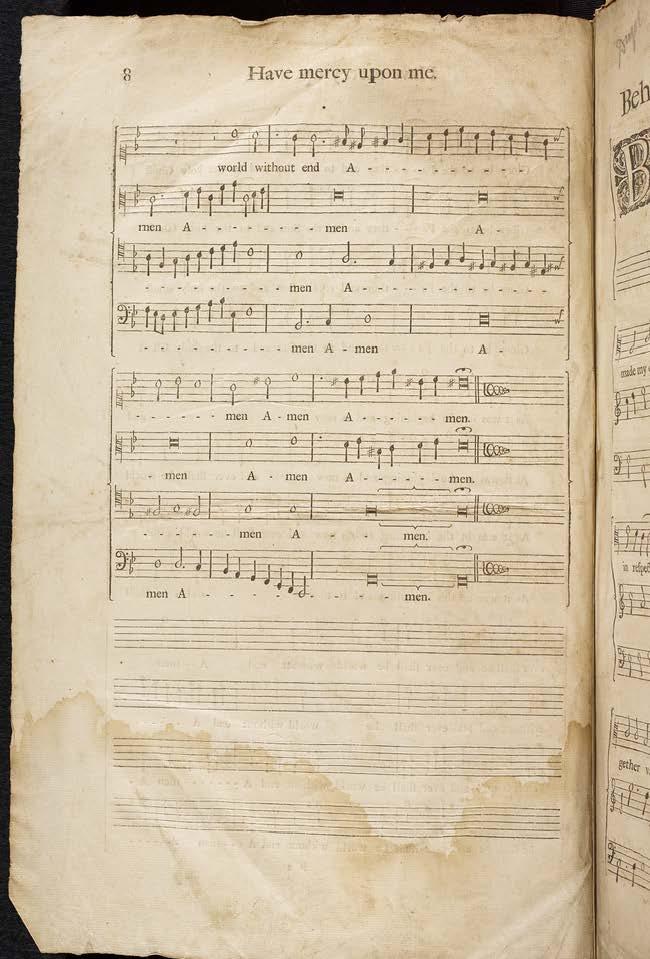 8 Have mercy upon me.
world without end A - - - - - - - - - -
men A - - - - - - - - men A -
- - - - - - - - - men A - - - - - - - - - - - -
- - - - - - - - - men A - men A -
- - - - - - men A - men A - - - - - - men.
- men A - men A - - - - - - men.
- - - - - - - men A - - - - - men.
men A - - - - - - - - - - - men.
Beh
B
made my
in respect
gether